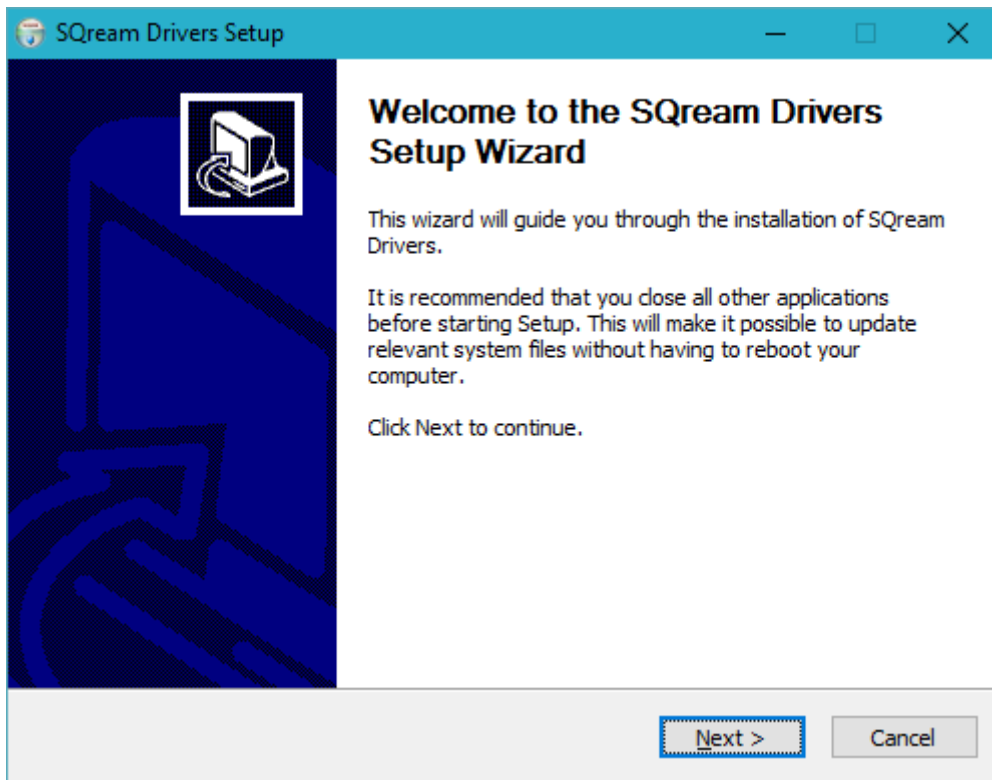 SQream Drivers Setup
Welcome to the SQream Drivers
Setup Wizard
This wizard will guide you through the installation of SQream
Drivers.
It is recommended that you close all other applications
before starting Setup. This will make it possible to update
relevant system files without having to reboot your
computer.
Click Next to continue.
Next >
Cancel